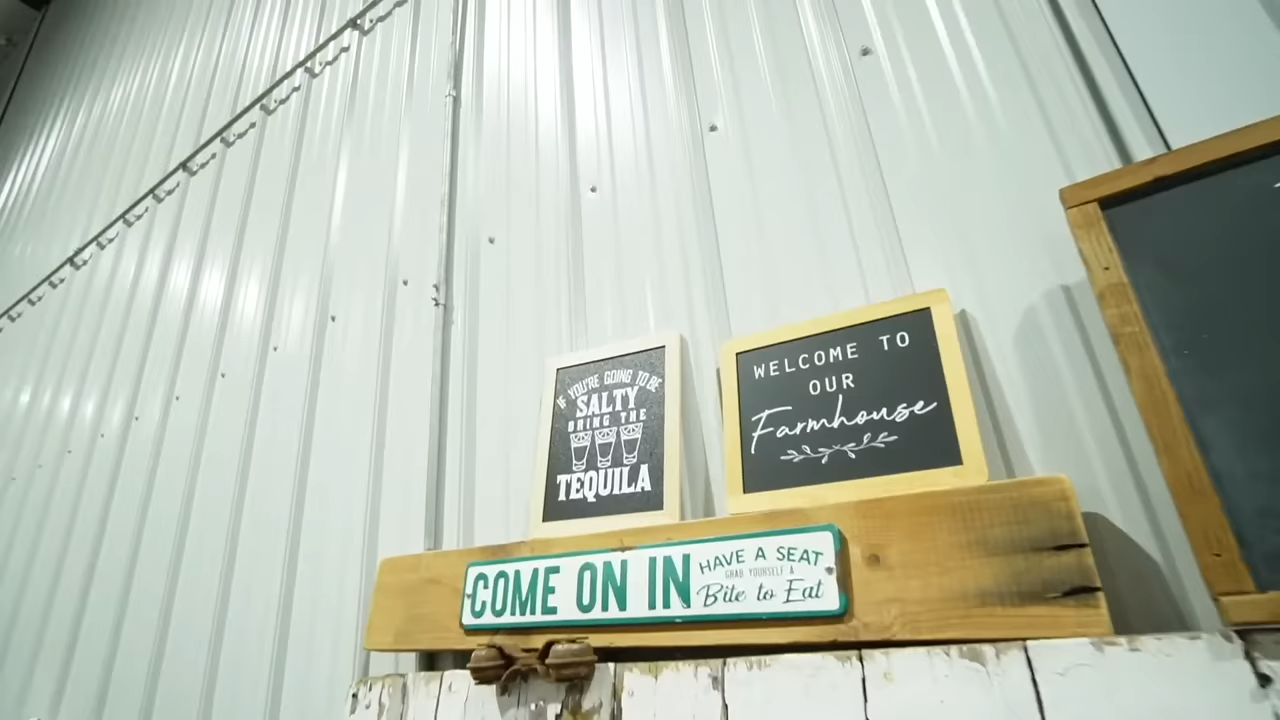 IF YOU'RE GOING TO BE
SALTY
BRING THE
TEQUILA
WELCOME TO
OUR
Farmhouse
COME ON IN
HAVE A SEAT
GRAB YOURSELF A
Bite to Eat